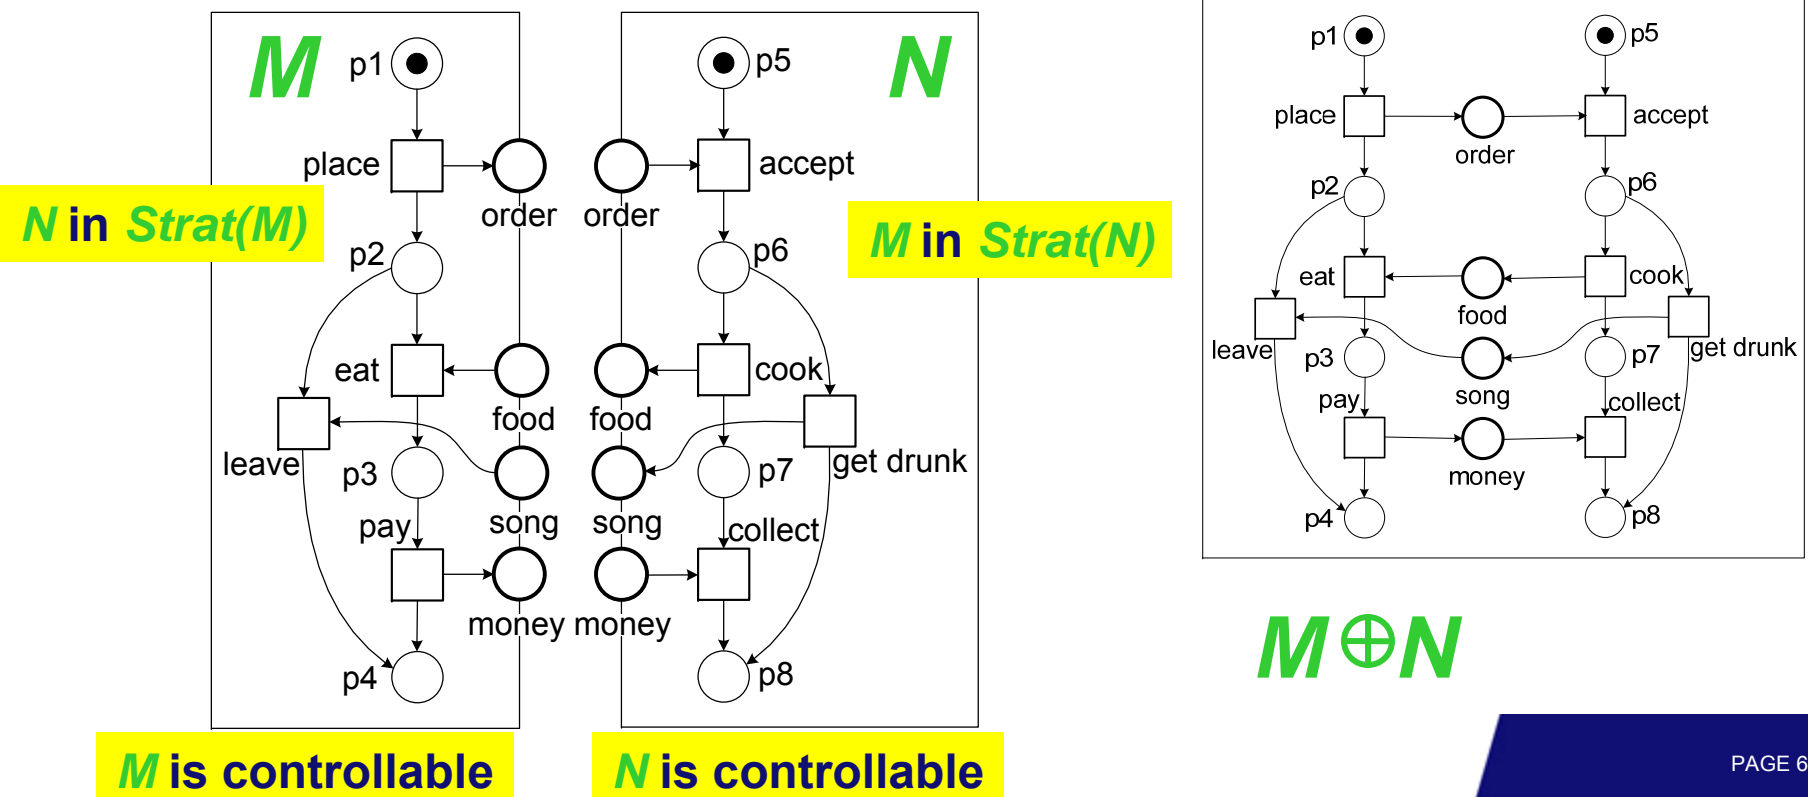 M
p1
place
order
N in Strat(M)
p2
eat
food
leave
p3
song
pay
money
p4
M is controllable
N
p5
accept
order
M in Strat(N)
p6
cook
food
get drunk
p7
song
collect
money
p8
N is controllable
p1
p5
place
accept
order
p2
p6
eat
cook
food
leave
get drunk
p3
p7
song
pay
collect
money
p4
p8
M⊕N
PAGE 6